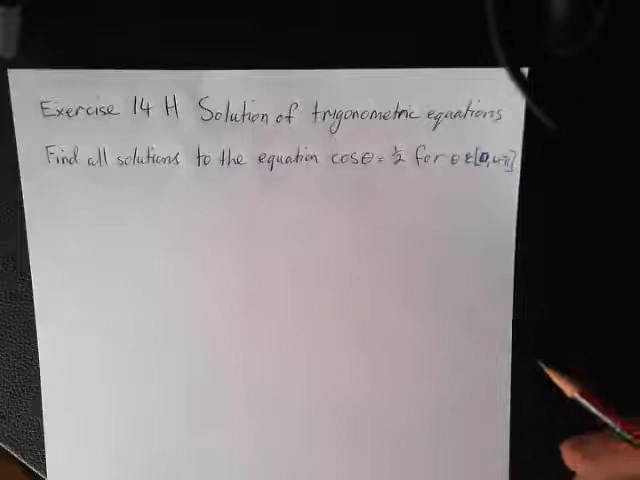 Exercise 14 H Solution of trigonometric equations
Find all solutions to the equation cosθ = ½ for θ ε [0,4π]